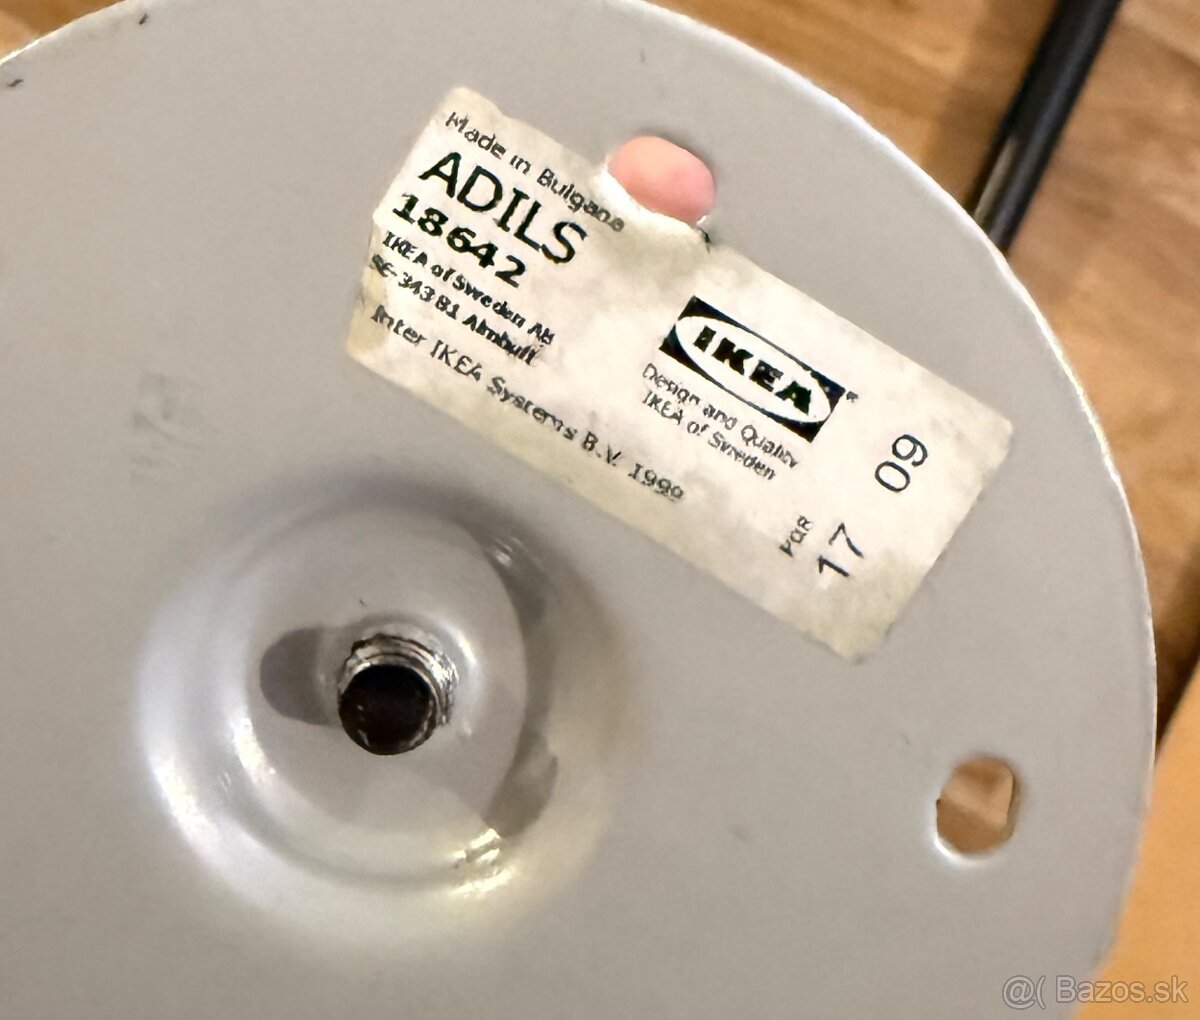 Made in Bulgaria
ADILS
18642
IKEA of Sweden AB
SE-343 81 Älmhult
Inter IKEA Systems B.V. 1999
IKEA
Design and Quality
IKEA of Sweden
09
17
@( Bazos.sk